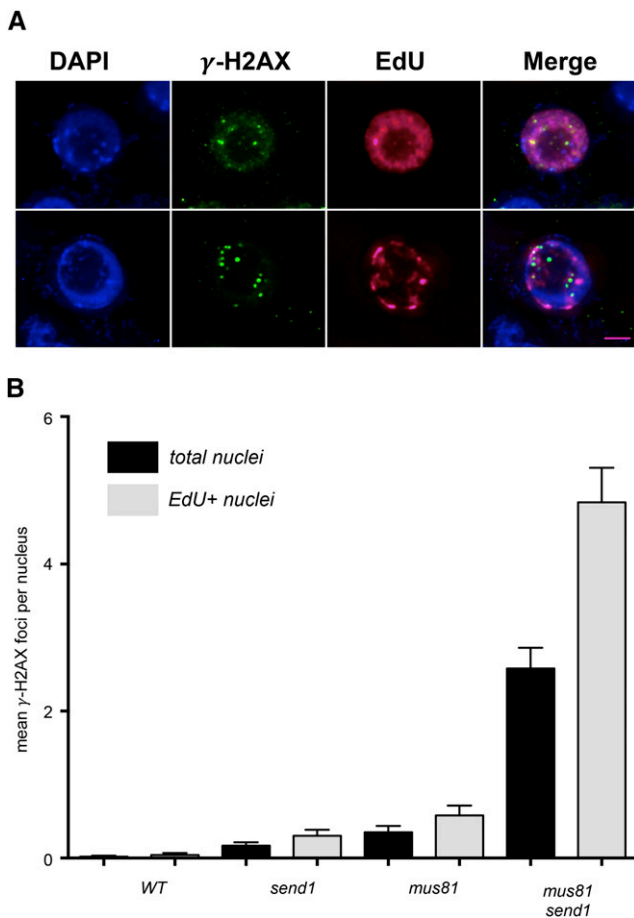 A
DAPI γ-H2AX EdU Merge
B
mean γ-H2AX foci per nucleus
6
4
2
0
total nuclei
EdU+ nuclei
WT send1 mus81 mus81
send1